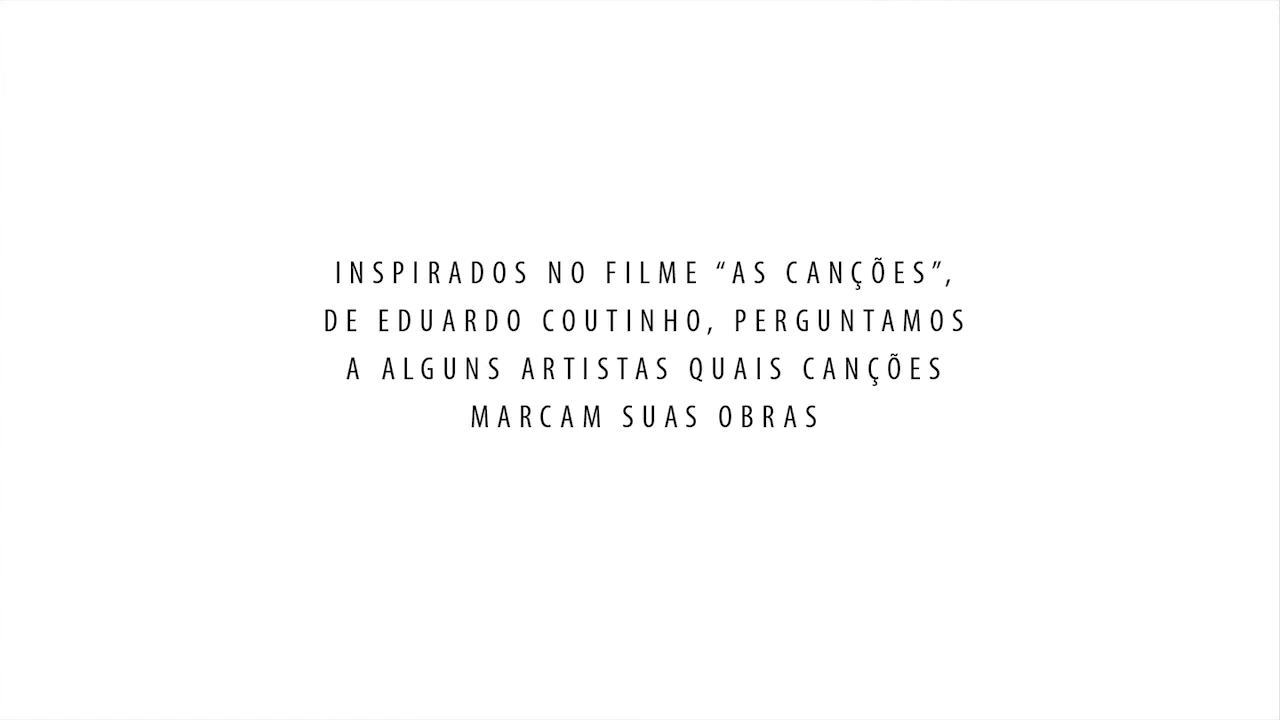 INSPIRADOS NO FILME “AS CANÇÕES”,
DE EDUARDO COUTINHO, PERGUNTAMOS
A ALGUNS ARTISTAS QUAIS CANÇÕES
MARCAM SUAS OBRAS